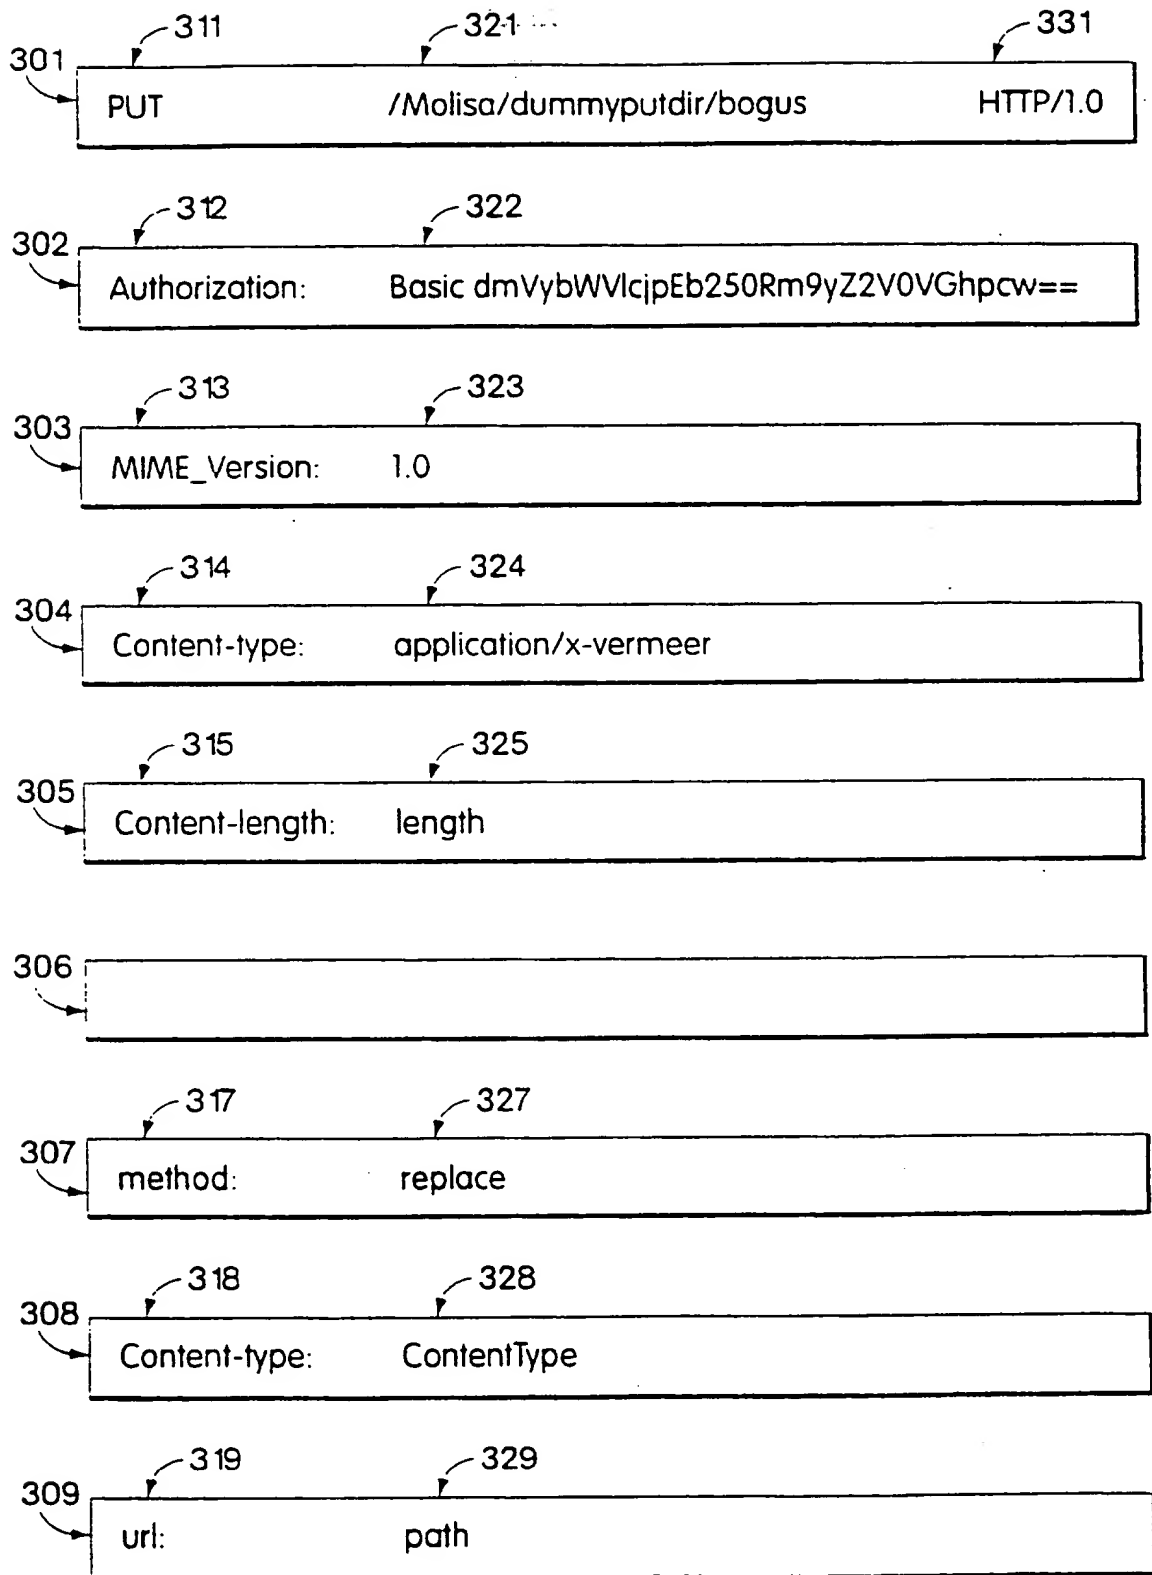 311 321 331
301
PUT /Molisa/dummyputdir/bogus HTTP/1.0
312 322
302
Authorization: Basic dmVybWVlcjpEb250Rm9yZ2V0VGhpcw==
313 323
303
MIME_Version: 1.0
314 324
304
Content-type: application/x-vermeer
315 325
305
Content-length: length
306
317 327
307
method: replace
318 328
308
Content-type: ContentType
319 329
309
url: path